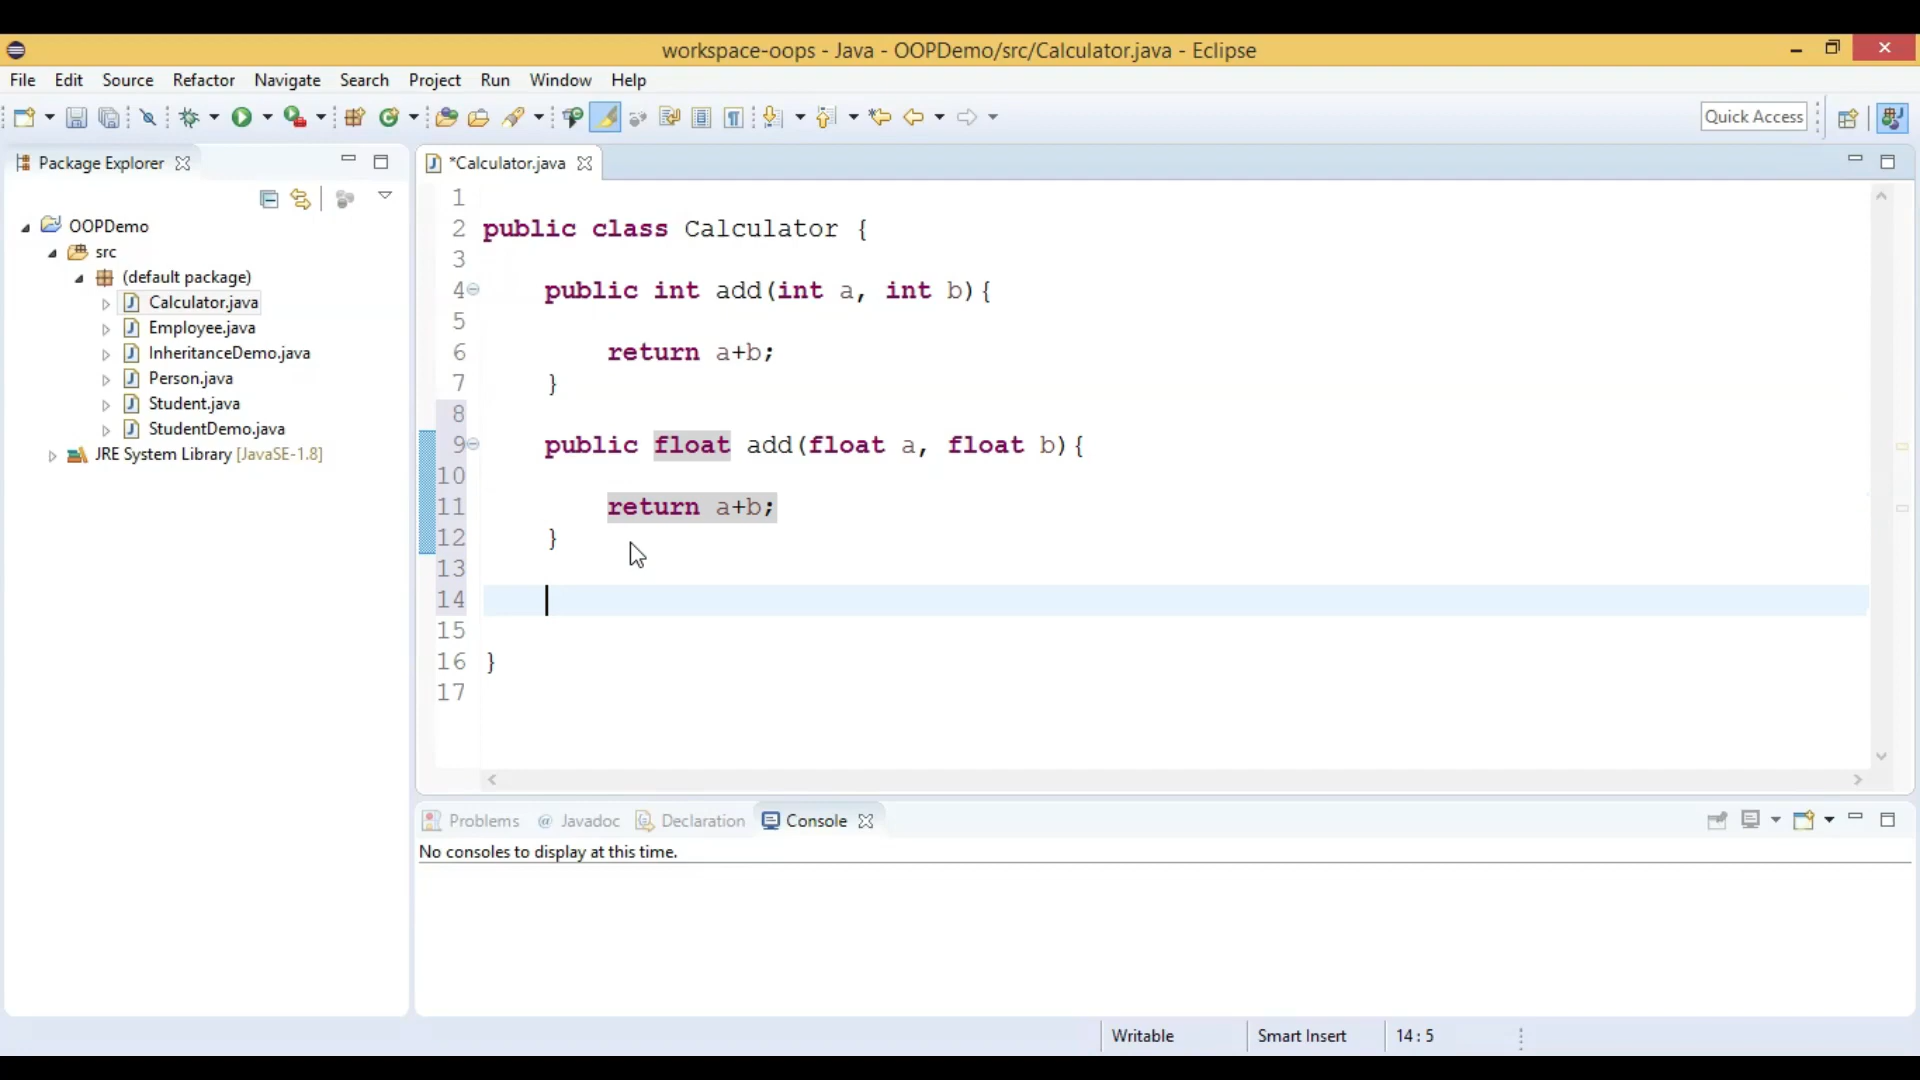 workspace-oops - Java - OOPDemo/src/Calculator.java - Eclipse
File Edit Source Refactor Navigate Search Project Run Window Help
Quick Access
Package Explorer
OOPDemo
src
(default package)
Calculator.java
Employee.java
InheritanceDemo.java
Person.java
Student.java
StudentDemo.java
JRE System Library [JavaSE-1.8]
*Calculator.java
1
2 public class Calculator {
3
4 public int add(int a, int b){
5
6 return a+b;
7 }
8
9 public float add(float a, float b){
10
11 return a+b;
12 }
13
14
15
16 }
17
Problems @ Javadoc Declaration Console
No consoles to display at this time.
Writable Smart Insert 14 : 5